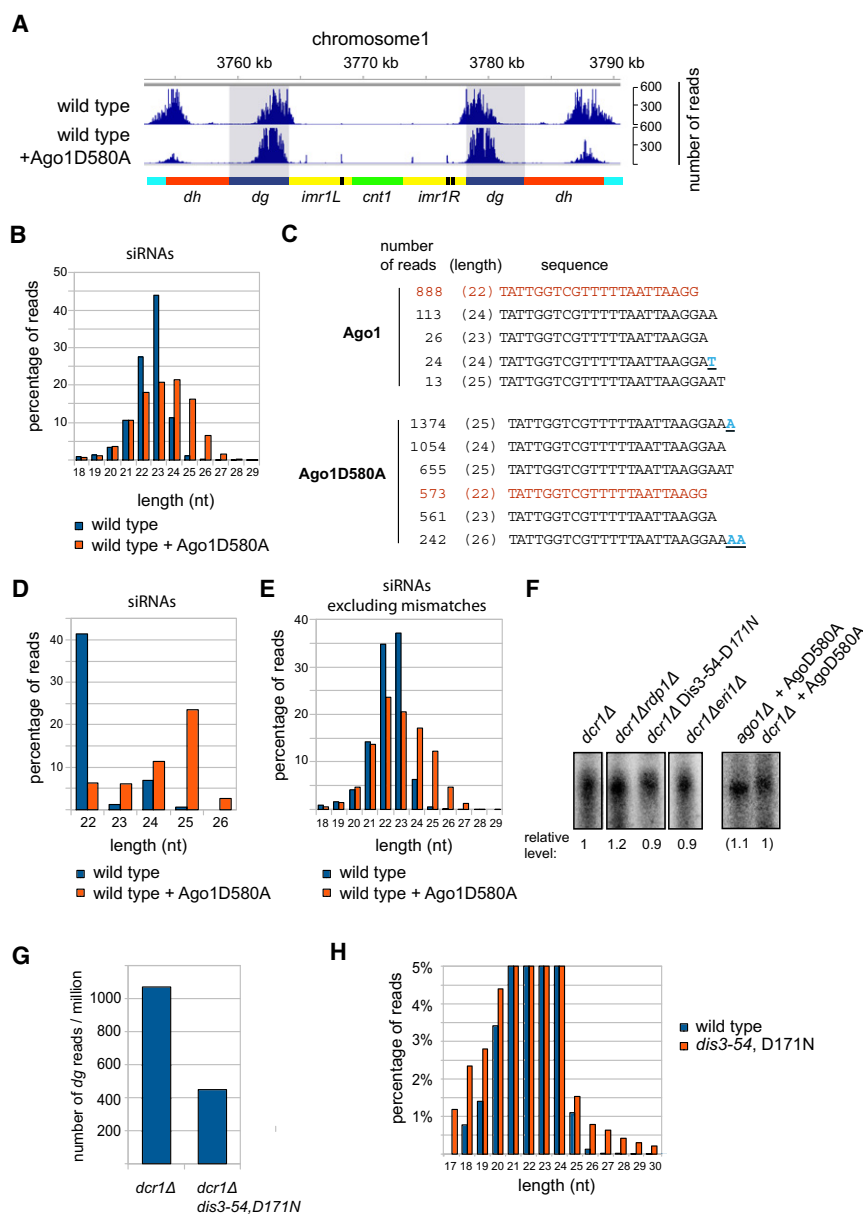 A
chromosome1
3760 kb 3770 kb 3780 kb 3790 kb
wild type
wild type
+Ago1D580A
600
300
600
300
number of reads
dh dg imr1L cnt1 imr1R dg dh
B
siRNAs
percentage of reads
50
40
30
20
10
18 19 20 21 22 23 24 25 26 27 28 29
length (nt)
wild type
wild type + Ago1D580A
C
number
of reads (length) sequence
Ago1
888 (22) TATTGGTCGTTTTTAATTAAGG
113 (24) TATTGGTCGTTTTTAATTAAGGAA
26 (23) TATTGGTCGTTTTTAATTAAGGA
24 (24) TATTGGTCGTTTTTAATTAAGGAT
13 (25) TATTGGTCGTTTTTAATTAAGGAAT
Ago1D580A
1374 (25) TATTGGTCGTTTTTAATTAAGGAAA
1054 (24) TATTGGTCGTTTTTAATTAAGGAA
655 (25) TATTGGTCGTTTTTAATTAAGGAAT
573 (22) TATTGGTCGTTTTTAATTAAGG
561 (23) TATTGGTCGTTTTTAATTAAGGA
242 (26) TATTGGTCGTTTTTAATTAAGGAAAA
D
siRNAs
percentage of reads
40
30
20
10
22 23 24 25 26
length (nt)
wild type
wild type + Ago1D580A
E
siRNAs
excluding mismatches
percentage of reads
40
30
20
10
18 19 20 21 22 23 24 25 26 27 28 29
length (nt)
wild type
wild type + Ago1D580A
F
dcr1Δ
dcr1Δrdp1Δ
dcr1Δ Dis3-54-D171N
dcr1Δeri1Δ
ago1Δ + AgoD580A
dcr1Δ + AgoD580A
relative
level: 1 1.2 0.9 0.9 (1.1 1)
G
number of dg reads / million
1000
800
600
400
200
dcr1Δ
dcr1Δ
dis3-54,D171N
H
percentage of reads
5%
4%
3%
2%
1%
17 18 19 20 21 22 23 24 25 26 27 28 29 30
length (nt)
wild type
dis3-54, D171N